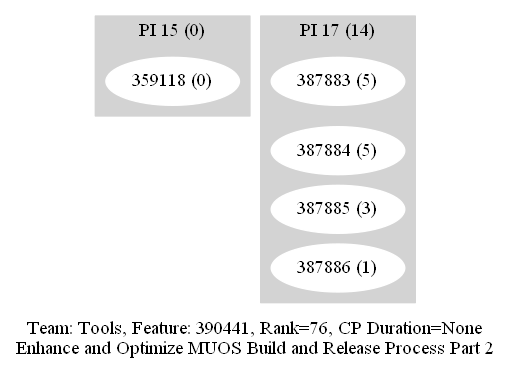 PI 15 (0)
359118 (0)
PI 17 (14)
387883 (5)
387884 (5)
387885 (3)
387886 (1)
Team: Tools, Feature: 390441, Rank=76, CP Duration=None
Enhance and Optimize MUOS Build and Release Process Part 2